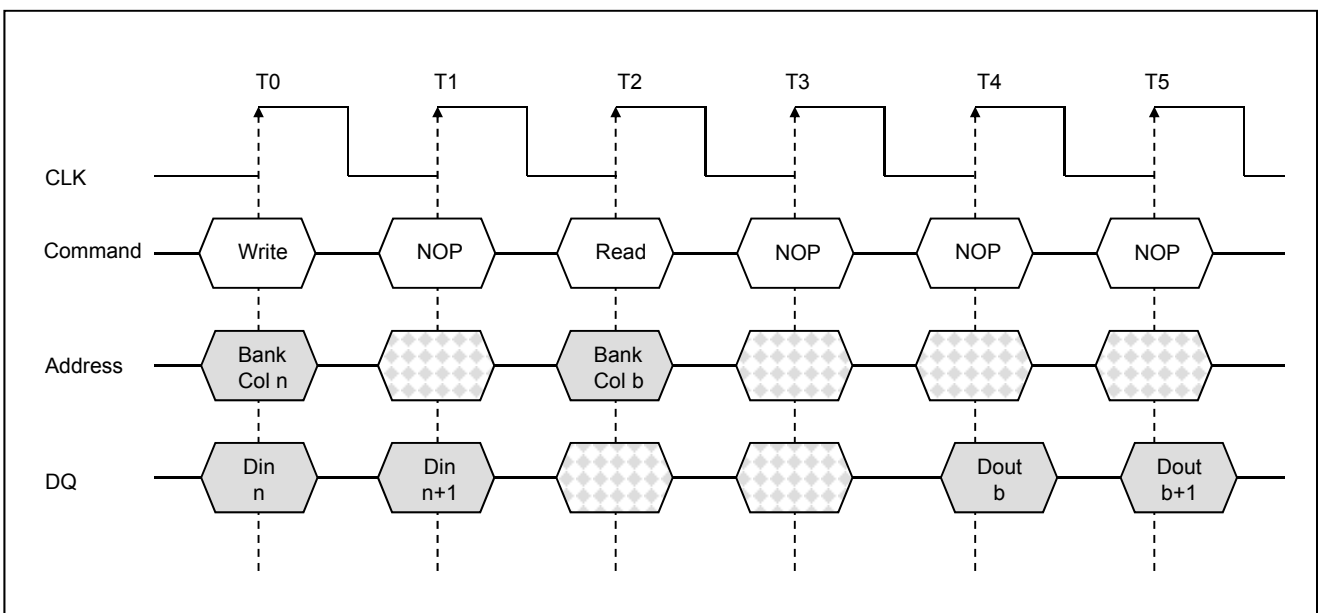 T0 T1 T2 T3 T4 T5
CLK
Command Write NOP Read NOP NOP NOP
Address Bank Col n Bank Col b
DQ Din n Din n+1 Dout b Dout b+1